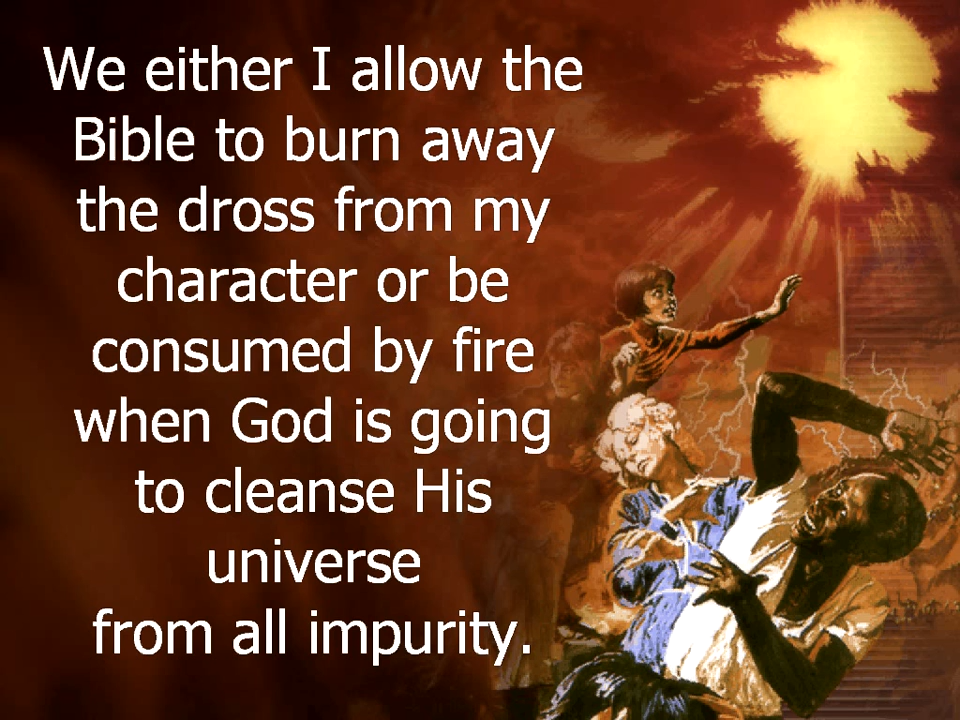 We either I allow the
Bible to burn away
the dross from my
character or be
consumed by fire
when God is going
to cleanse His
universe
from all impurity.